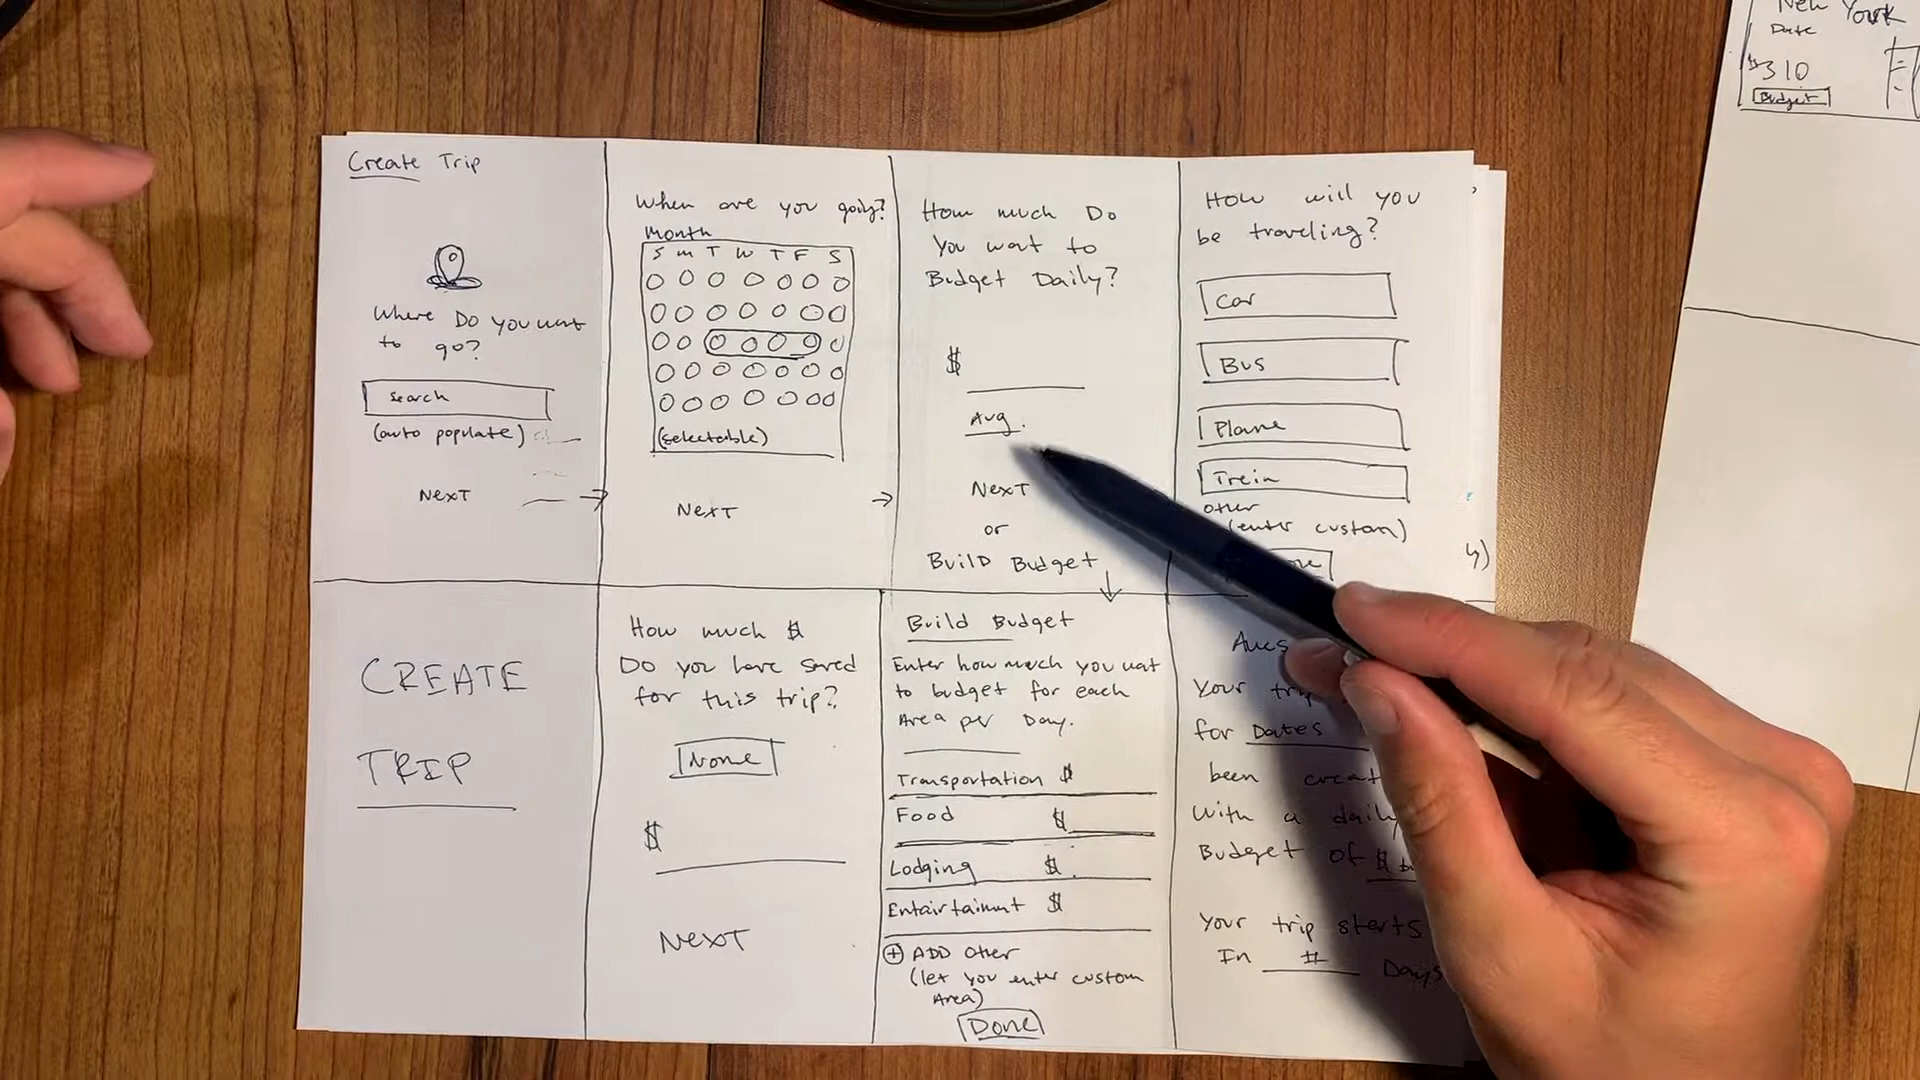 Create Trip
Where Do you want
to go?
search
(auto populate)
NexT
When are you going?
Month
S M T W T F S
(selectable)
NexT
How much Do
You want to
Budget Daily?
$
Avg.
NexT
or
BuilD BuDgeT
How will you
be traveling?
Car
Bus
Plane
Train
other
(enter custom)
CREATE
TRIP
How much $
Do you have saved
for this trip?
None
$
NexT
Build Budget
Enter how much you want
to budget for each
Area per Day.
Transportation $
Food $
Lodging $
Entairtainment $
+ ADD Other
(let you enter custom
Area)
Done
Your trip
for Dates
been
With a daily
Budget of $
Your trip starts
In # Days
New York
Date
$310
Budget